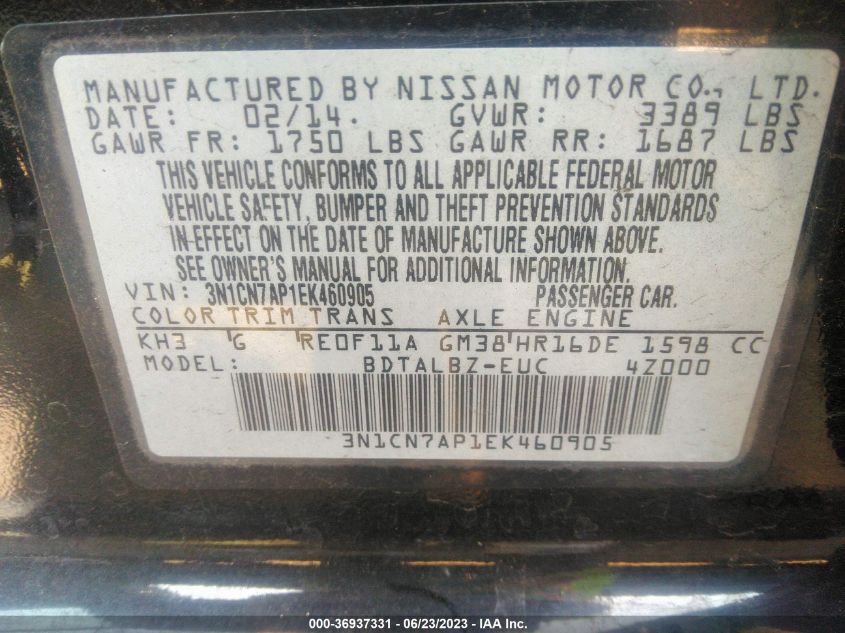 MANUFACTURED BY NISSAN MOTOR CO., LTD.
DATE: 02/14. GVWR: 3389 LBS
GAWR FR: 1750 LBS GAWR RR: 1687 LBS
THIS VEHICLE CONFORMS TO ALL APPLICABLE FEDERAL MOTOR
VEHICLE SAFETY, BUMPER AND THEFT PREVENTION STANDARDS
IN-EFFECT ON THE DATE OF MANUFACTURE SHOWN ABOVE.
SEE OWNER'S MANUAL FOR ADDITIONAL INFORMATION.
VIN: 3N1CN7AP1EK460905 PASSENGER CAR.
COLOR TRIM TRANS AXLE ENGINE
KH3 G RE0F11A GM38 HR16DE 1598 CC
MODEL: BDTALBZ-EUC 4Z000
3N1CN7AP1EK460905
000-36937331 - 06/23/2023 - IAA Inc.